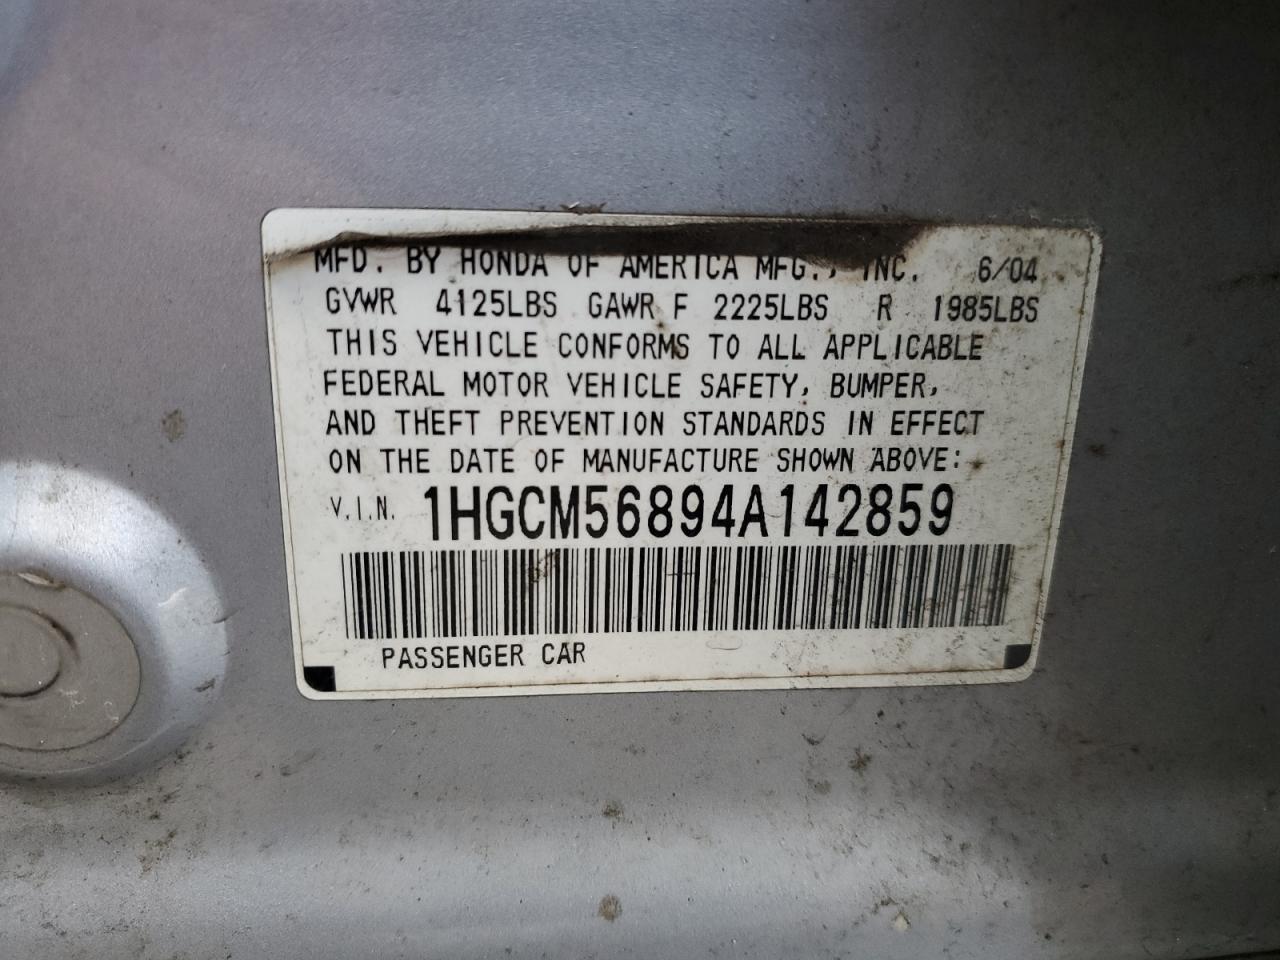 MFD. BY HONDA OF AMERICA MFG., INC. 6/04
GVWR 4125LBS GAWR F 2225LBS R 1985LBS
THIS VEHICLE CONFORMS TO ALL APPLICABLE
FEDERAL MOTOR VEHICLE SAFETY, BUMPER,
AND THEFT PREVENTION STANDARDS IN EFFECT
ON THE DATE OF MANUFACTURE SHOWN ABOVE:
V.I.N. 1HGCM56894A142859
PASSENGER CAR